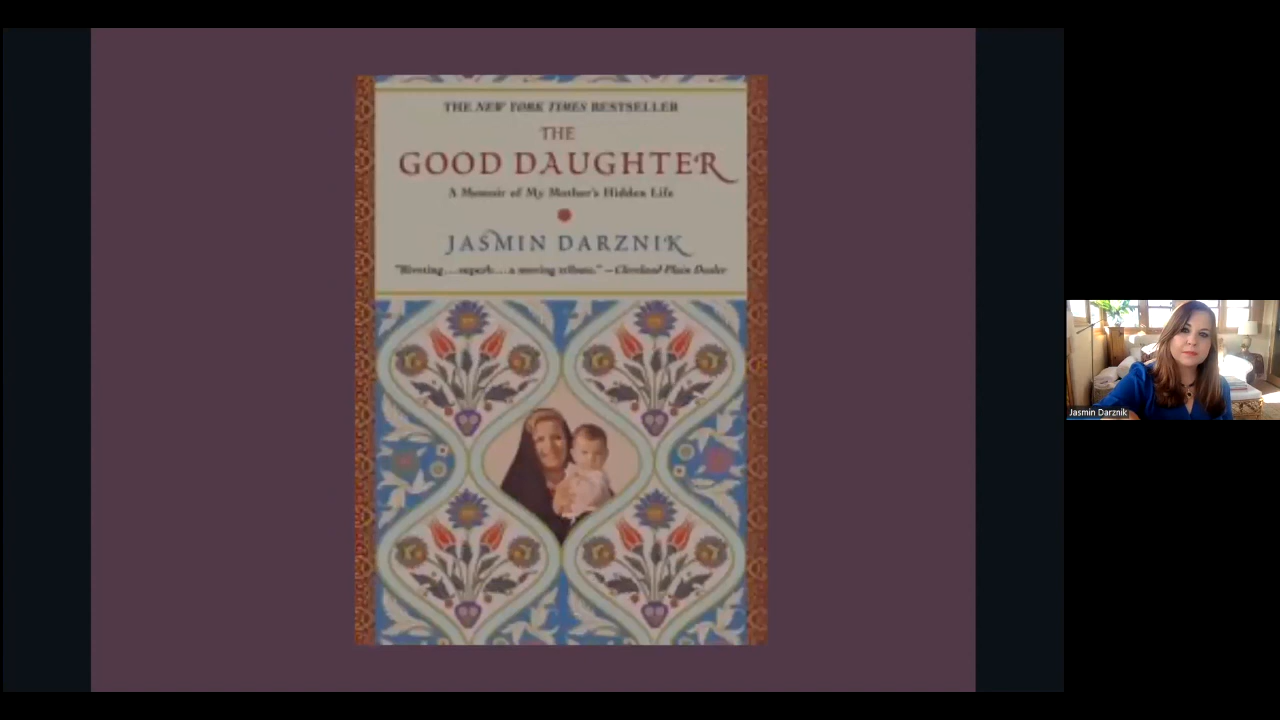 THE NEW YORK TIMES BESTSELLER
THE
GOOD DAUGHTER
A Memoir of My Mother's Hidden Life
JASMIN DARZNIK
"Riveting...superb...a moving tribute." —Cleveland Plain Dealer
Jasmin Darznik